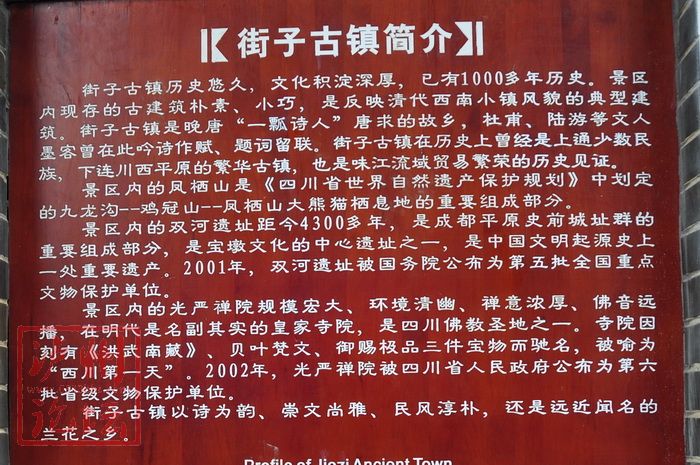 街子古镇简介
街子古镇历史悠久，文化积淀深厚，已有1000多年历史。景区
内现存的古建筑朴素、小巧，是反映清代西南小镇风貌的典型建
筑。街子古镇是晚唐“一瓢诗人”唐求的故乡，杜甫、陆游等文人
墨客曾在此吟诗作赋、题词留联。街子古镇在历史上曾经是上通少数民
族，下连川西平原的繁华古镇，也是味江流域贸易繁荣的历史见证。
景区内的凤栖山是《四川省世界自然遗产保护规划》中划定
的九龙沟--鸡冠山--凤栖山大熊猫栖息地的重要组成部分。
景区内的双河遗址距今4300多年，是成都平原史前城址群的
重要组成部分，是宝墩文化的中心遗址之一，是中国文明起源史上
一处重要遗产。2001年，双河遗址被国务院公布为第五批全国重点
文物保护单位。
景区内的光严禅院规模宏大、环境清幽、禅意浓厚、佛音远
播，在明代是名副其实的皇家寺院，是四川佛教圣地之一。寺院因
刻有《洪武南藏》、贝叶梵文、御赐极品三件宝物而驰名，被喻为
“西川第一天”。2002年，光严禅院被四川省人民政府公布为第六
批省级文物保护单位。
街子古镇以诗为韵、崇文尚雅、民风淳朴，还是远近闻名的
兰花之乡。
Profile of Jiezi Ancient Town